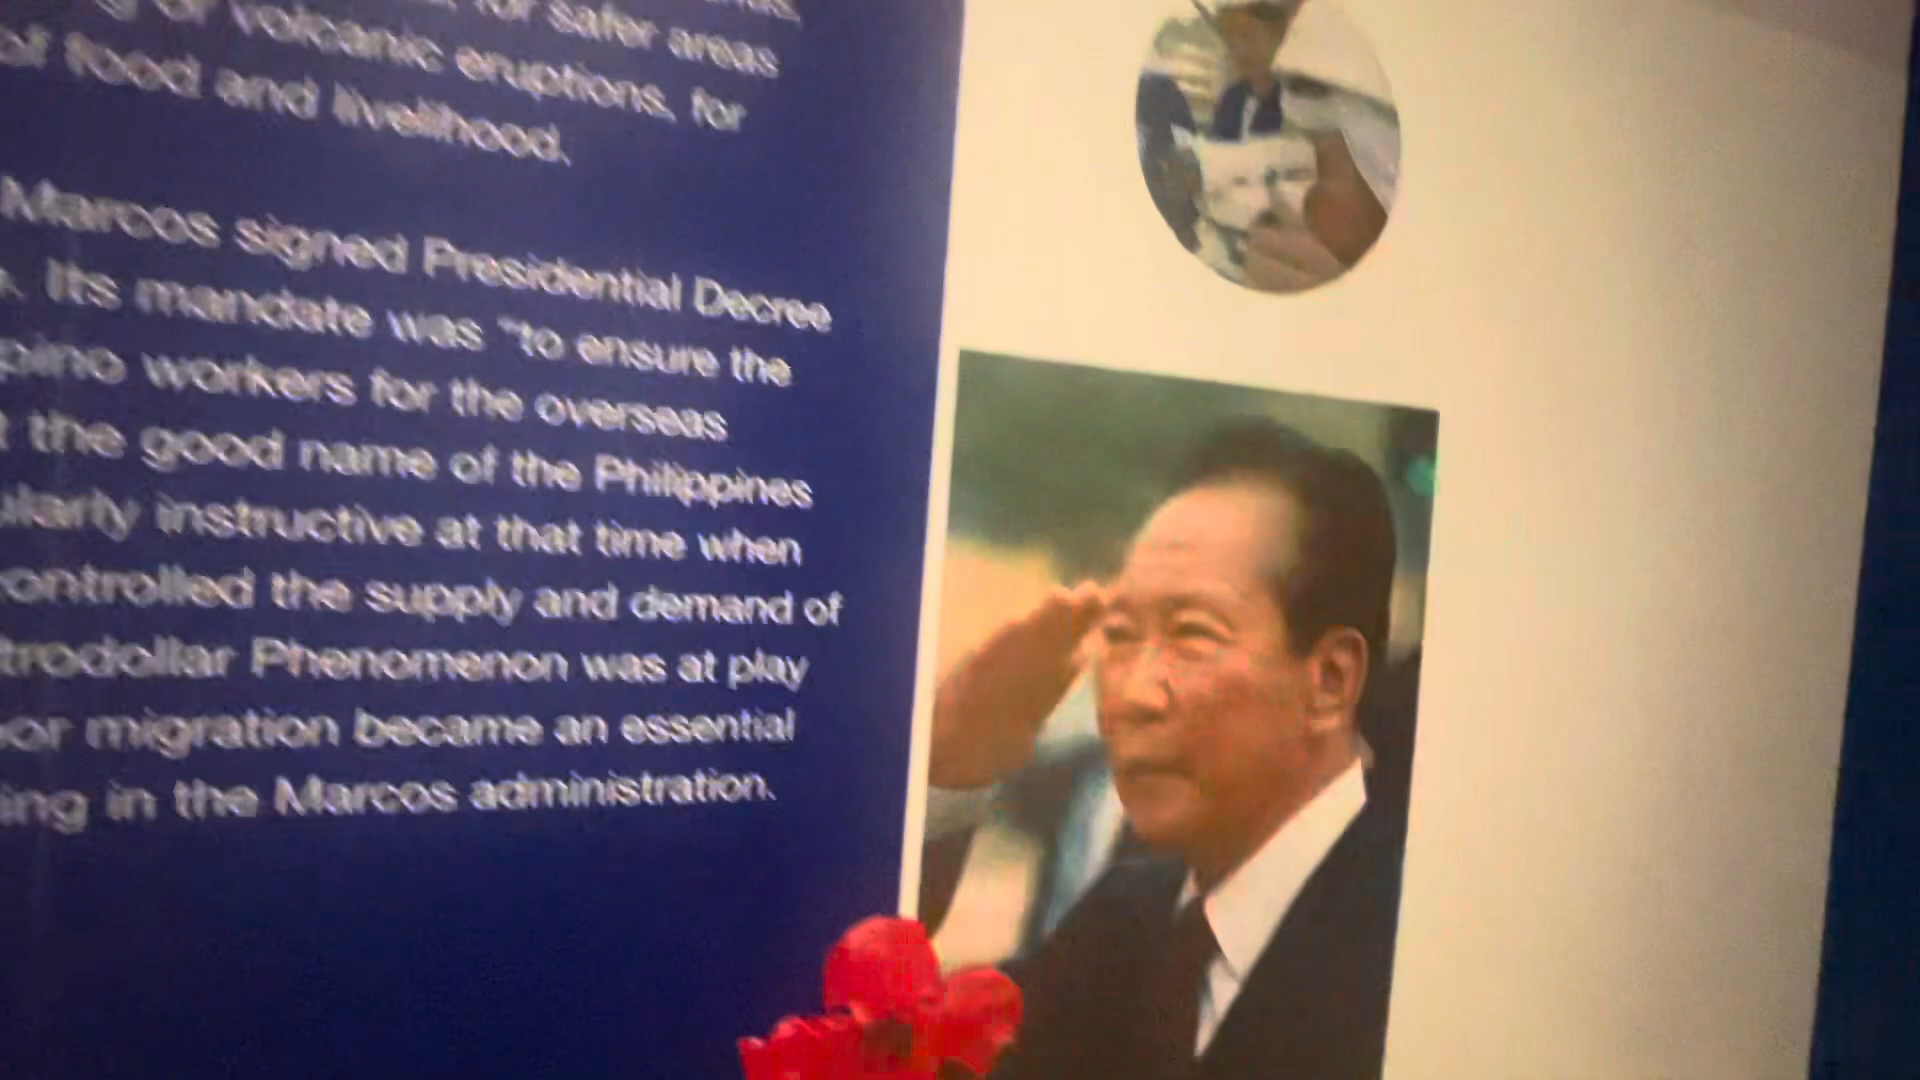 for safer areas
of volcanic eruptions, for
of food and livelihood.
Marcos signed Presidential Decree
Its mandate was "to ensure the
pino workers for the overseas
the good name of the Philippines
ularly instructive at that time when
ontrolled the supply and demand of
trodollar Phenomenon was at play
or migration became an essential
ing in the Marcos administration.